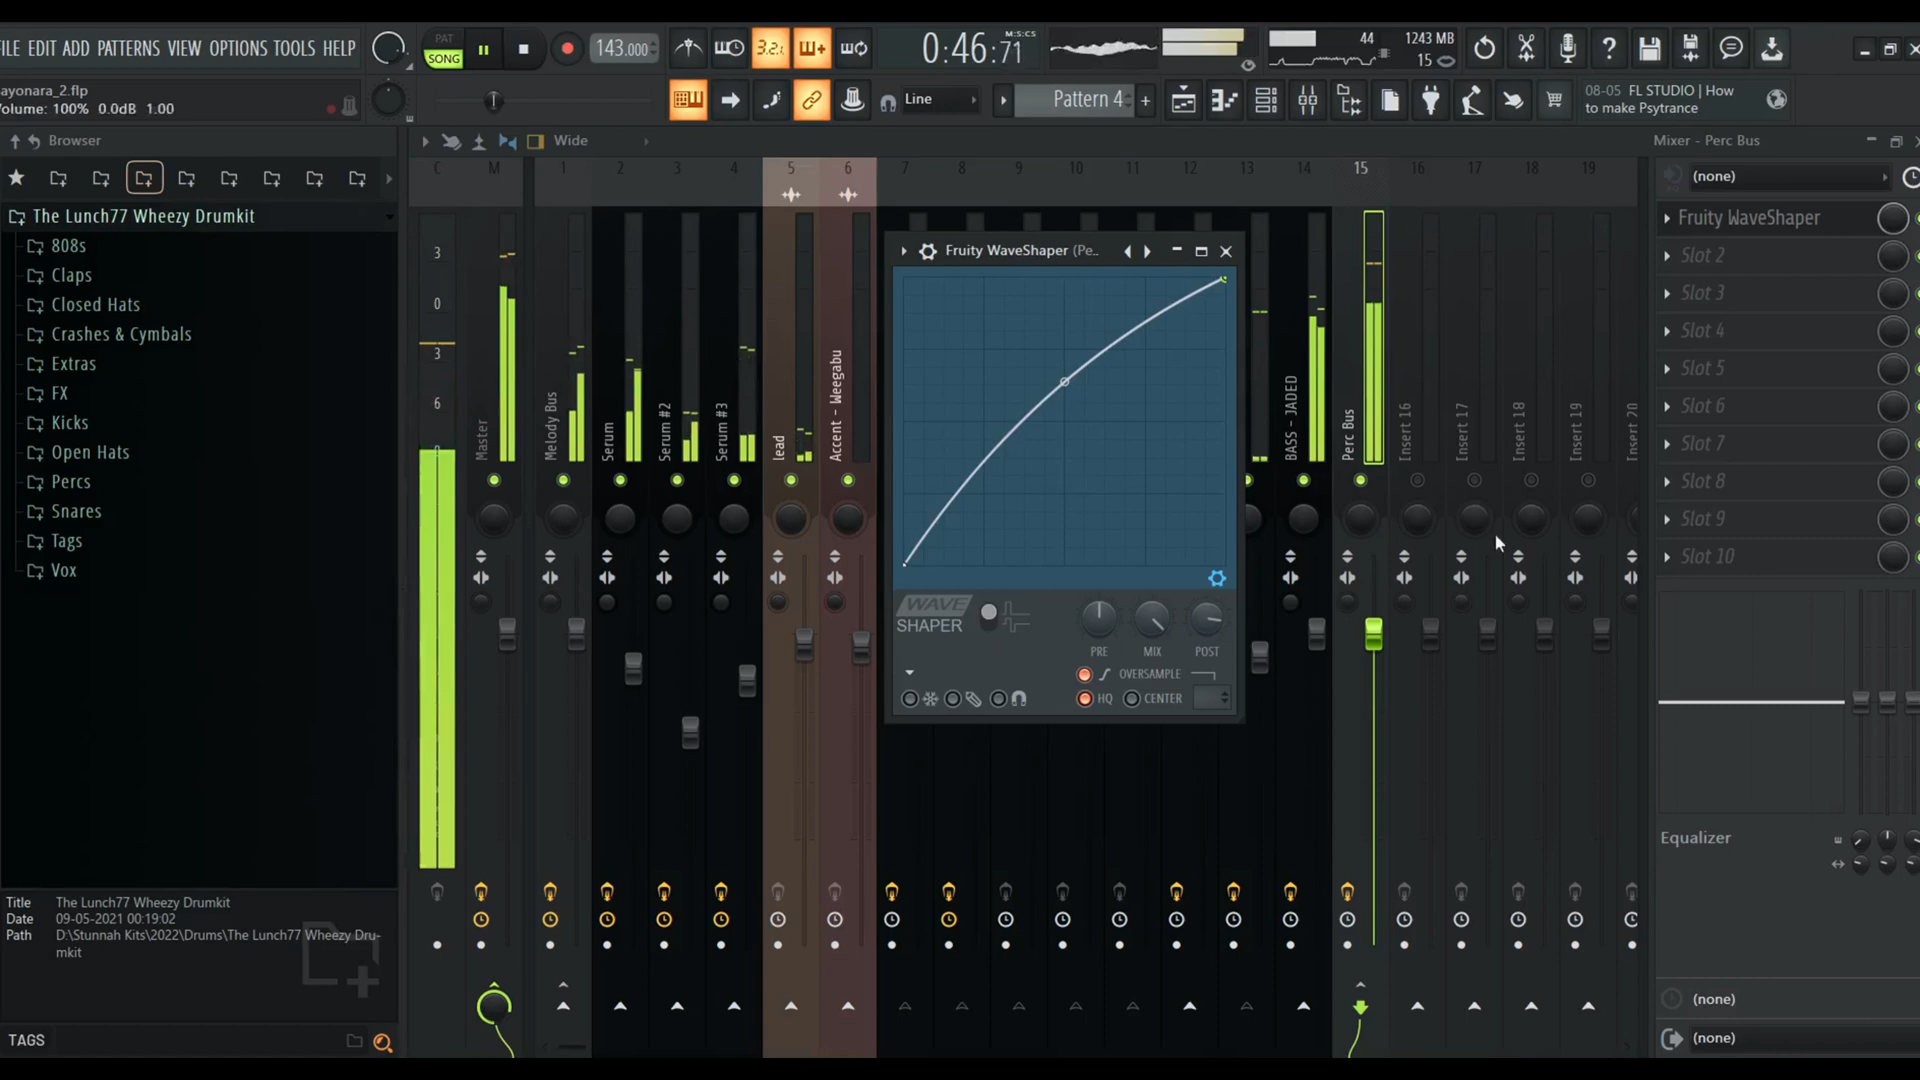 FILE EDIT ADD PATTERNS VIEW OPTIONS TOOLS HELP
PAT
SONG
143.000
3.2.
0:46:71
M:S:CS
44
1243 MB
15
ayonara_2.flp
Volume: 100% 0.0dB 1.00
Line
Pattern 4
08-05 FL STUDIO | How
to make Psytrance
Browser
Wide
Mixer - Perc Bus
The Lunch77 Wheezy Drumkit
808s
Claps
Closed Hats
Crashes & Cymbals
Extras
FX
Kicks
Open Hats
Percs
Snares
Tags
Vox
C M 1 2 3 4 5 6 7 8 9 10 11 12 13 14 15 16 17 18 19
3
0
3
6
Master
Melody Bus
Serum
Serum #2
Serum #3
lead
Accent - Weegabu
BASS - JADED
Perc Bus
Insert 16
Insert 17
Insert 18
Insert 19
Insert 20
Fruity WaveShaper (Pe..
WAVE
SHAPER
PRE
MIX
POST
OVERSAMPLE
HQ
CENTER
(none)
Fruity WaveShaper
Slot 2
Slot 3
Slot 4
Slot 5
Slot 6
Slot 7
Slot 8
Slot 9
Slot 10
Equalizer
(none)
(none)
Title The Lunch77 Wheezy Drumkit
Date 09-05-2021 00:19:02
Path D:\Stunnah Kits\2022\Drums\The Lunch77 Wheezy Dru-
mkit
TAGS